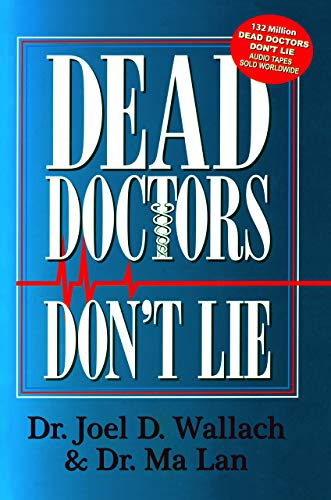 132 Million
DEAD DOCTORS
DON'T LIE
AUDIO TAPES
SOLD WORLDWIDE
DEAD
DOCTORS
DON'T LIE
Dr. Joel D. Wallach
& Dr. Ma Lan